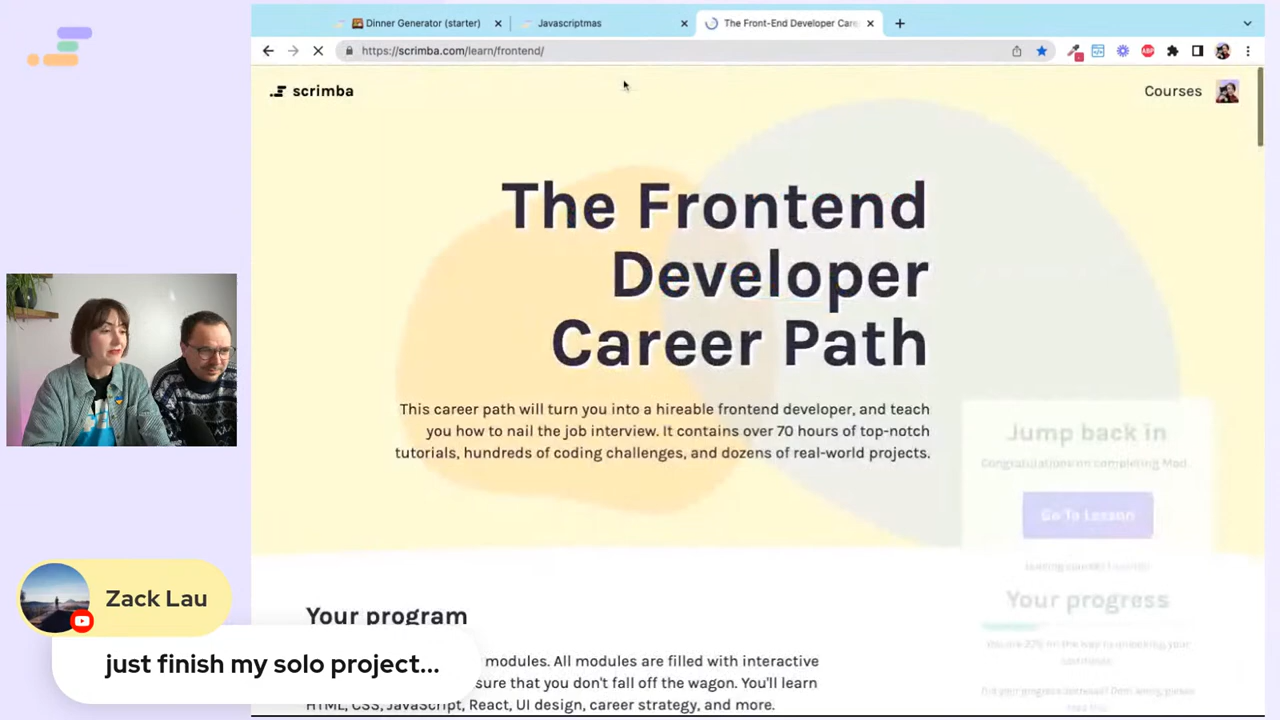 Dinner Generator (starter)
Javascriptmas
The Front-End Developer Care
https://scrimba.com/learn/frontend/
ABP
scrimba
Courses
The Frontend
Developer
Career Path
This career path will turn you into a hireable frontend developer, and teach
you how to nail the job interview. It contains over 70 hours of top-notch
tutorials, hundreds of coding challenges, and dozens of real-world projects.
Jump back in
Congratulations on completing Mod
Go To Lesson
Your progress
Your program
modules. All modules are filled with interactive
sure that you don't fall off the wagon. You'll learn
HTML, CSS, JavaScript, React, UI design, career strategy, and more.
Zack Lau
just finish my solo project...